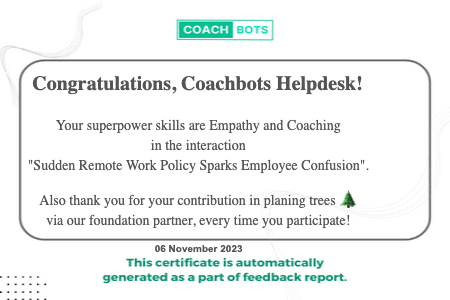 COACH BOTS
Congratulations, Coachbots Helpdesk!
Your superpower skills are Empathy and Coaching
in the interaction
"Sudden Remote Work Policy Sparks Employee Confusion".
Also thank you for your contribution in planing trees 🌲
via our foundation partner, every time you participate!
06 November 2023
This certificate is automatically
generated as a part of feedback report.